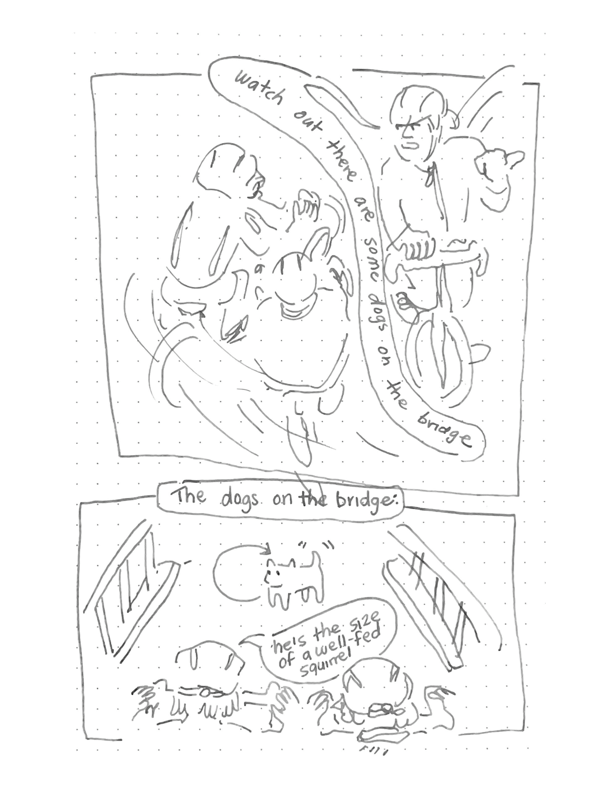 watch out there are some dogs on the bridge
The dogs on the bridge:
he's the size
of a well-fed
squirrel